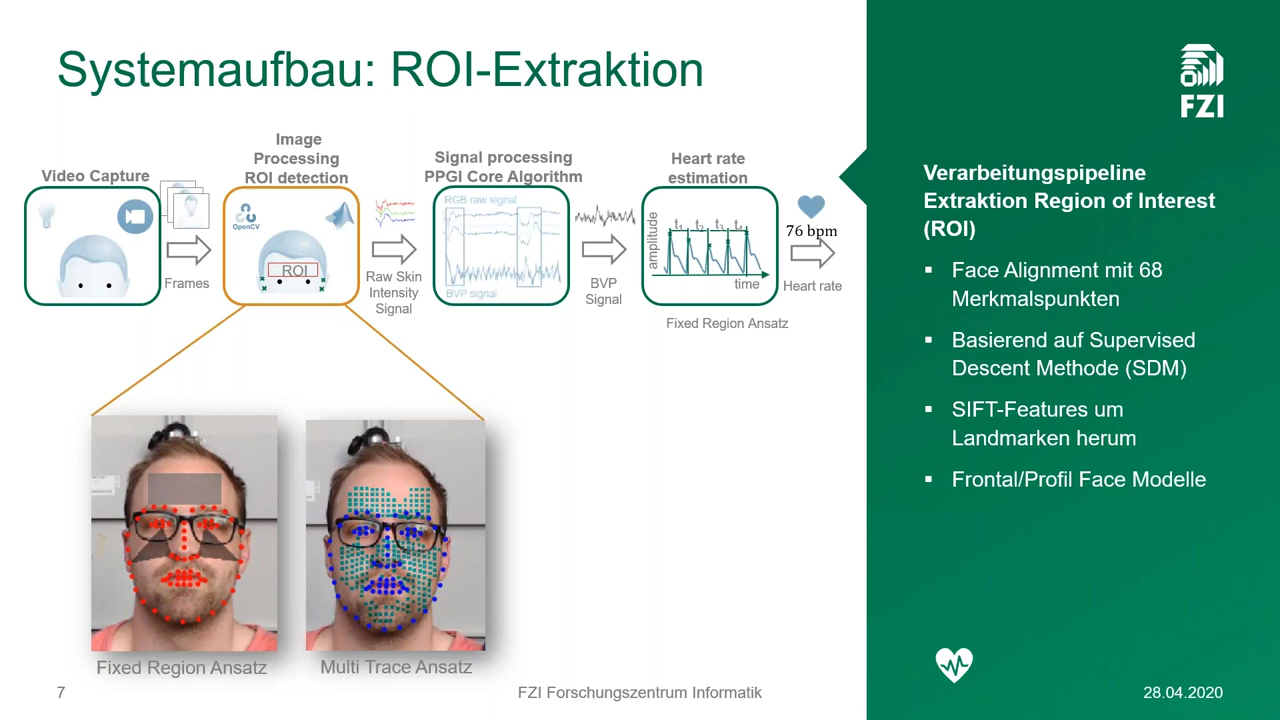 Systemaufbau: ROI-Extraktion
FZI
Video Capture
Image
Processing
ROI detection
Signal processing
PPGI Core Algorithm
Heart rate
estimation
OpenCV
ROI
Frames
Raw Skin
Intensity
Signal
RGB raw signal
BVP signal
BVP
Signal
amplitude
t1
t2
t3
t4
time
76 bpm
Heart rate
Fixed Region Ansatz
Fixed Region Ansatz
Multi Trace Ansatz
Verarbeitungspipeline
Extraktion Region of Interest
(ROI)
▪ Face Alignment mit 68
Merkmalspunkten
▪ Basierend auf Supervised
Descent Methode (SDM)
▪ SIFT-Features um
Landmarken herum
▪ Frontal/Profil Face Modelle
7
FZI Forschungszentrum Informatik
28.04.2020